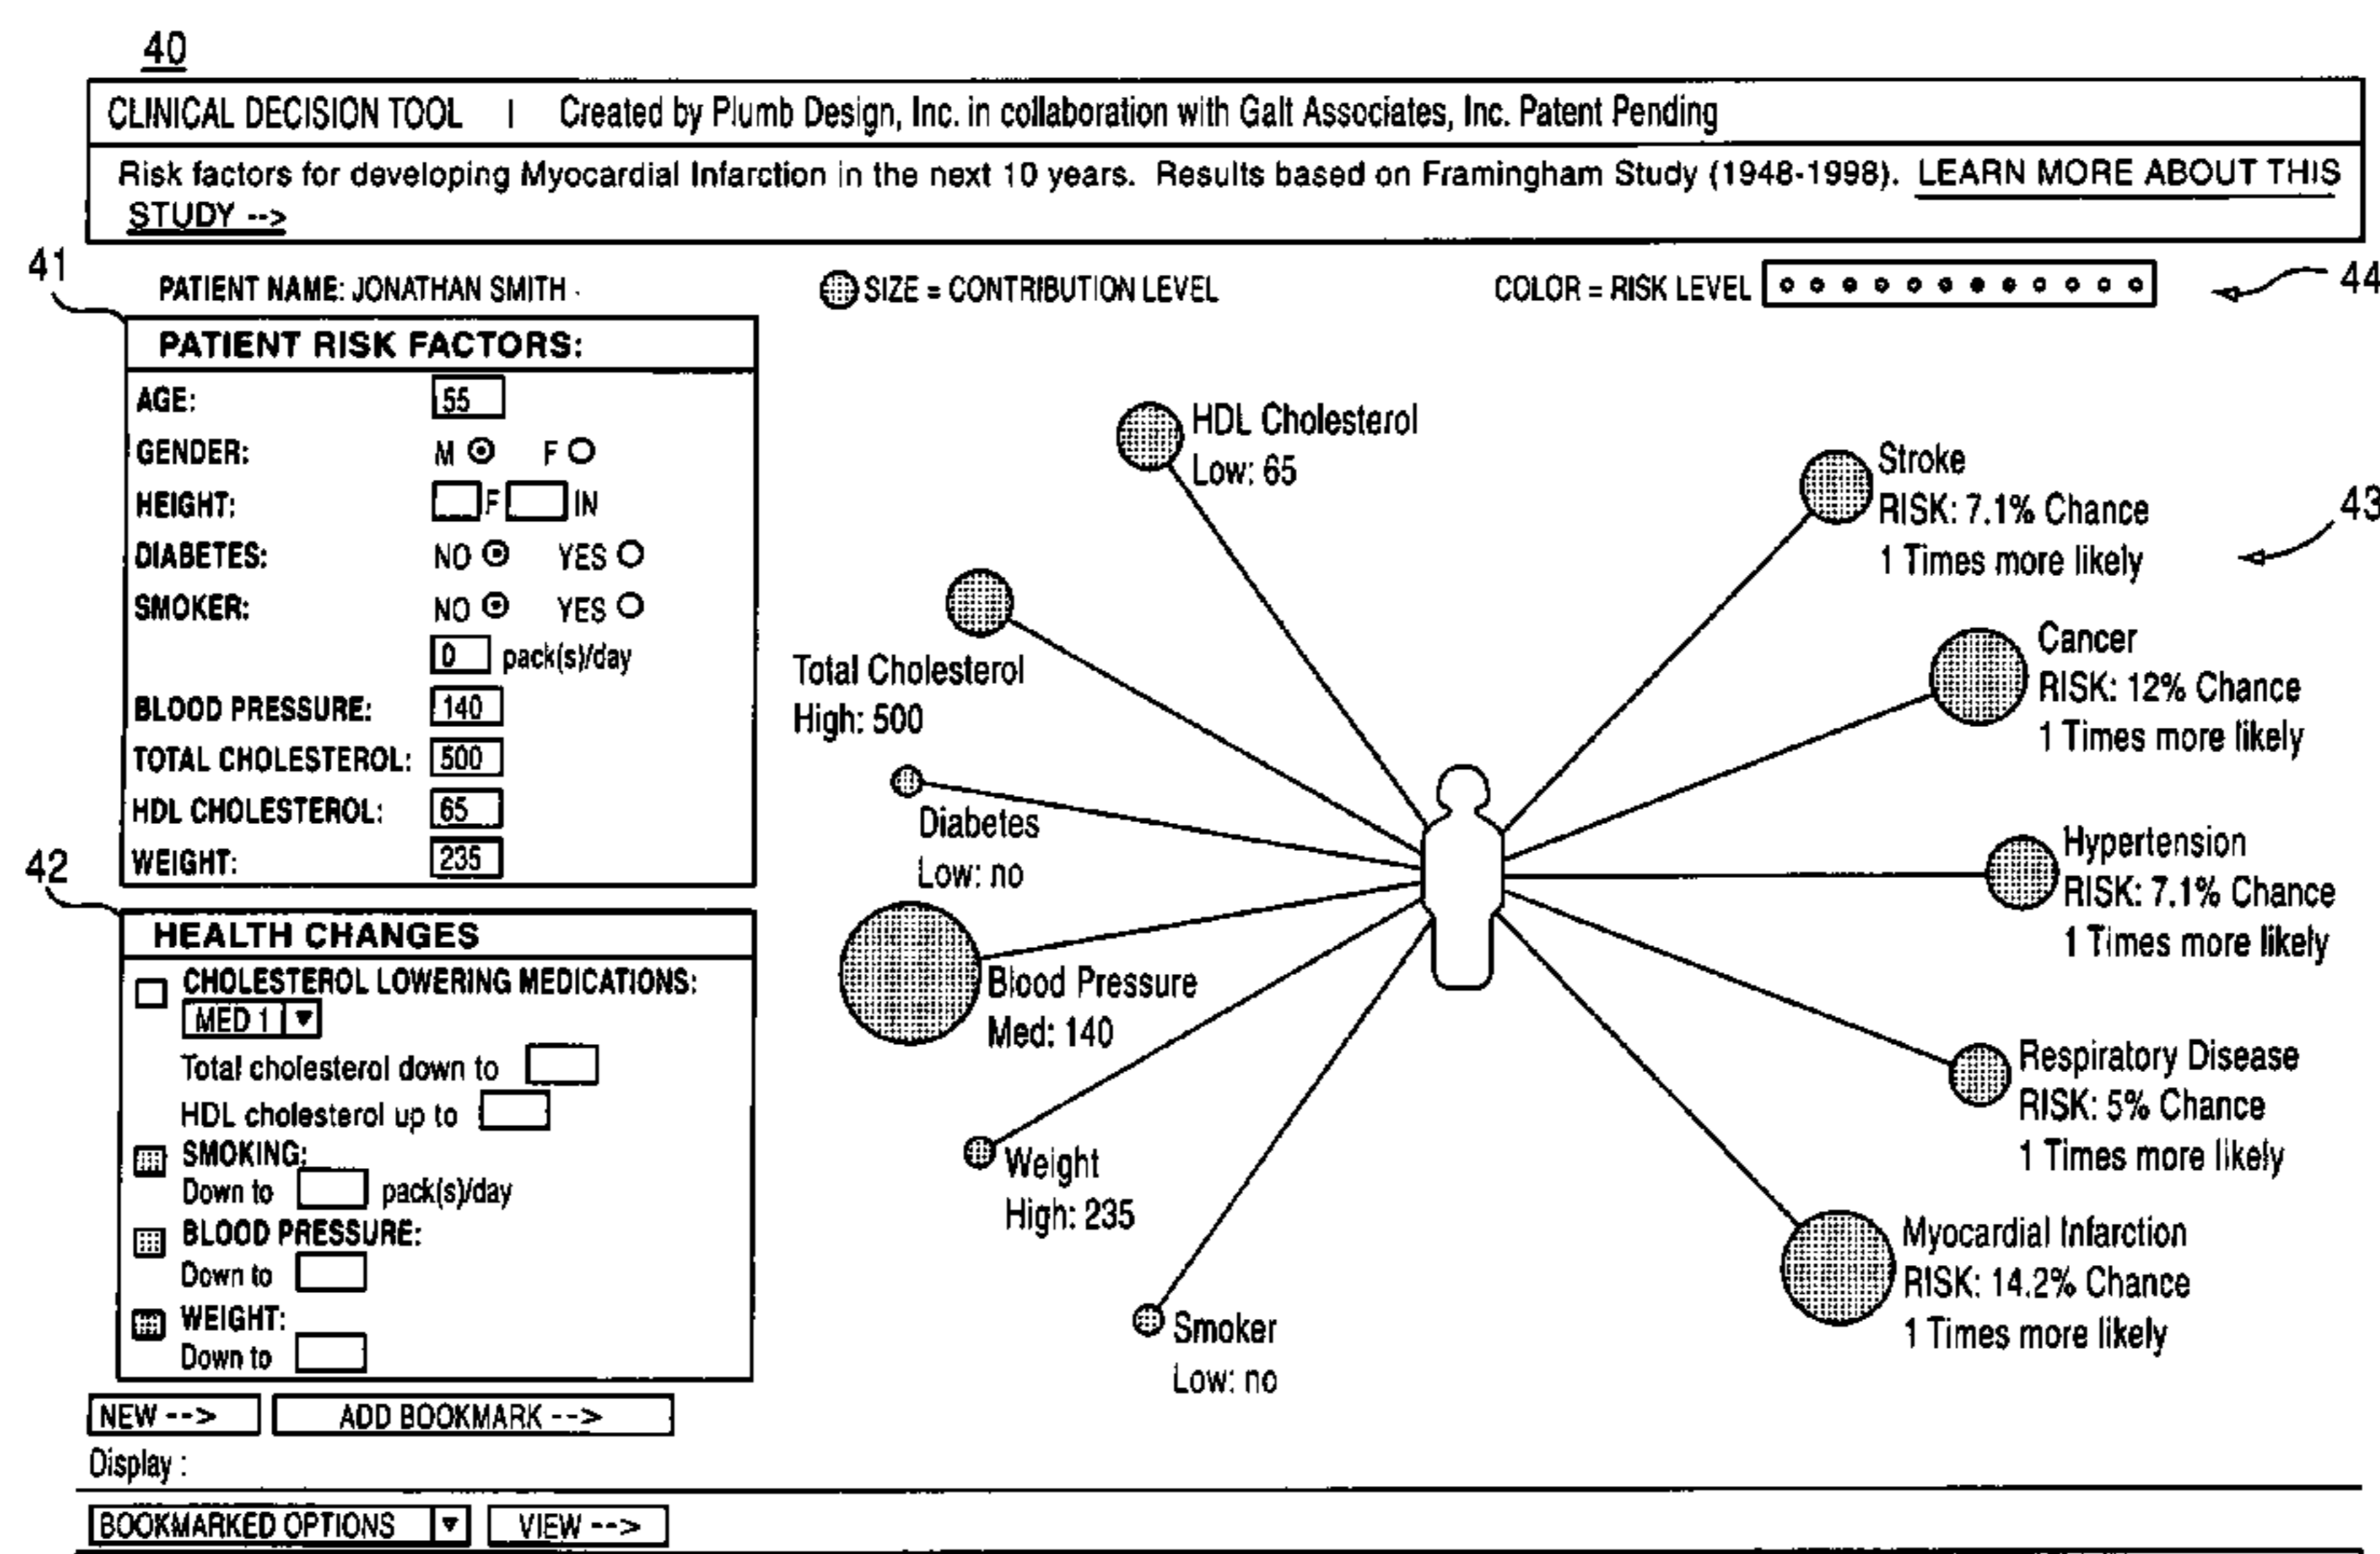 40
CLINICAL DECISION TOOL | Created by Plumb Design, Inc. in collaboration with Galt Associates, Inc. Patent Pending
Risk factors for developing Myocardial Infarction in the next 10 years. Results based on Framingham Study (1948-1998). LEARN MORE ABOUT THIS
STUDY -->
41
PATIENT NAME: JONATHAN SMITH
SIZE = CONTRIBUTION LEVEL
COLOR = RISK LEVEL
44
PATIENT RISK FACTORS:
AGE: 55
GENDER: M F
HEIGHT: F IN
DIABETES: NO YES
SMOKER: NO YES
0 pack(s)/day
BLOOD PRESSURE: 140
TOTAL CHOLESTEROL: 500
HDL CHOLESTEROL: 65
WEIGHT: 235
42
HEALTH CHANGES
CHOLESTEROL LOWERING MEDICATIONS:
MED 1
Total cholesterol down to
HDL cholesterol up to
SMOKING:
Down to pack(s)/day
BLOOD PRESSURE:
Down to
WEIGHT:
Down to
HDL Cholesterol
Low: 65
Total Cholesterol
High: 500
Diabetes
Low: no
Blood Pressure
Med: 140
Weight
High: 235
Smoker
Low: no
Stroke
RISK: 7.1% Chance
1 Times more likely
43
Cancer
RISK: 12% Chance
1 Times more likely
Hypertension
RISK: 7.1% Chance
1 Times more likely
Respiratory Disease
RISK: 5% Chance
1 Times more likely
Myocardial Infarction
RISK: 14.2% Chance
1 Times more likely
NEW -->
ADD BOOKMARK -->
Display :
BOOKMARKED OPTIONS
VIEW -->